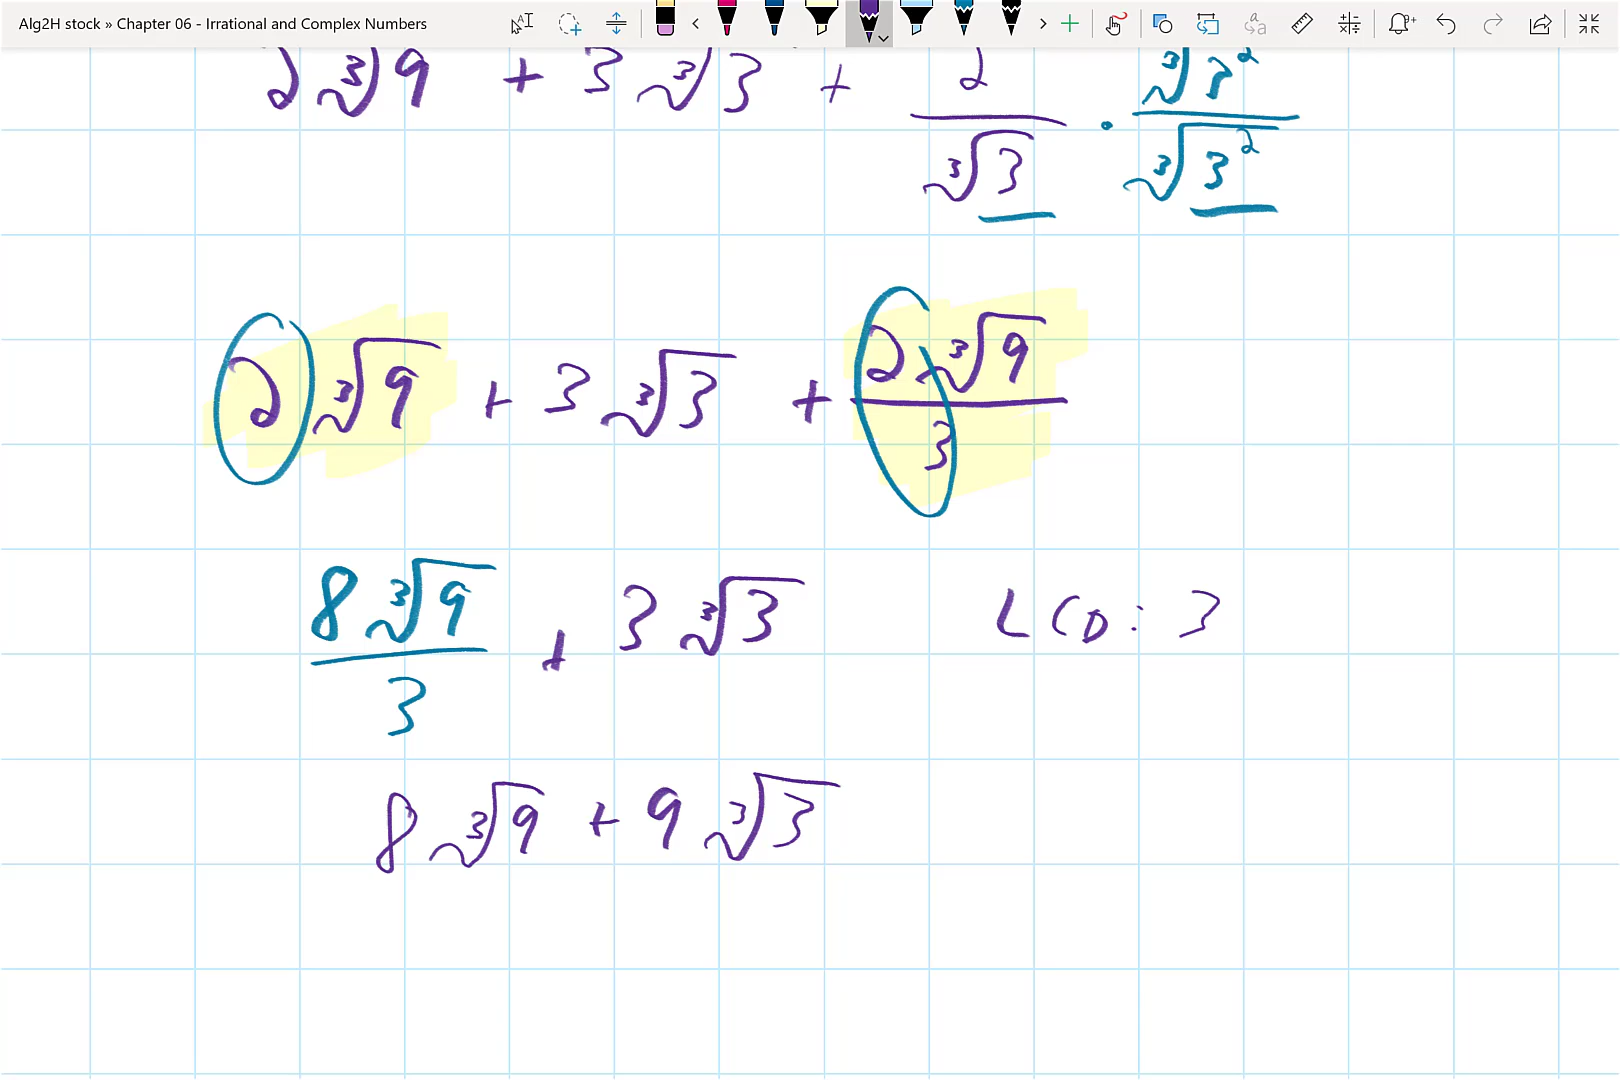 Alg2H stock » Chapter 06 - Irrational and Complex Numbers
2∛9 + 3∛3 + 2/∛3 · ∛3²/∛3²
2∛9 + 3∛3 + 2∛9/3
8∛9/3 + 3∛3 LCD: 3
8∛9 + 9∛3